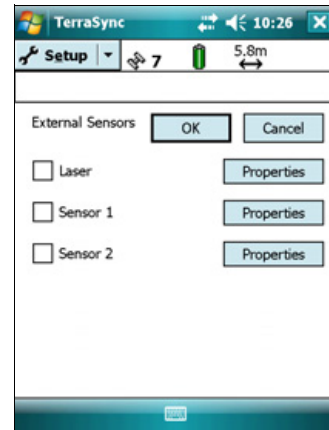 TerraSync 10:26
Setup 7 5.8m
External Sensors OK Cancel
Laser Properties
Sensor 1 Properties
Sensor 2 Properties